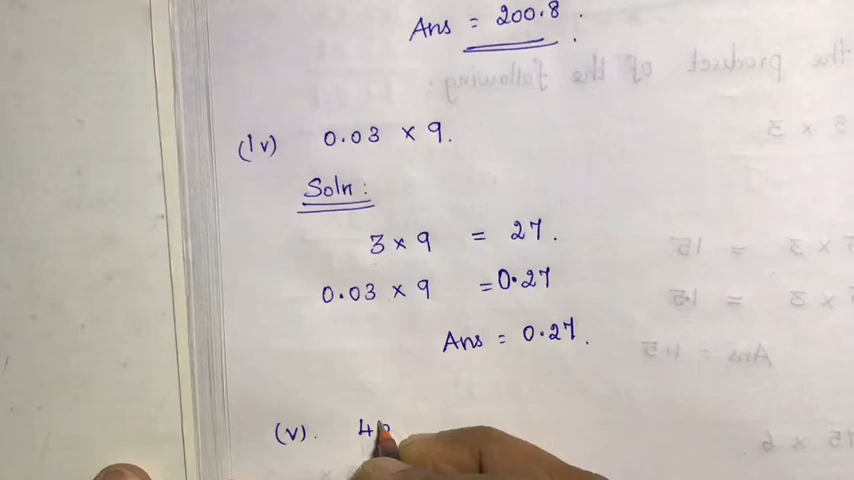 Ans = 200.8.
(iv) 0.03 × 9.
Soln :
3 × 9 = 27.
0.03 × 9 = 0.27
Ans = 0.27.
(v). 4